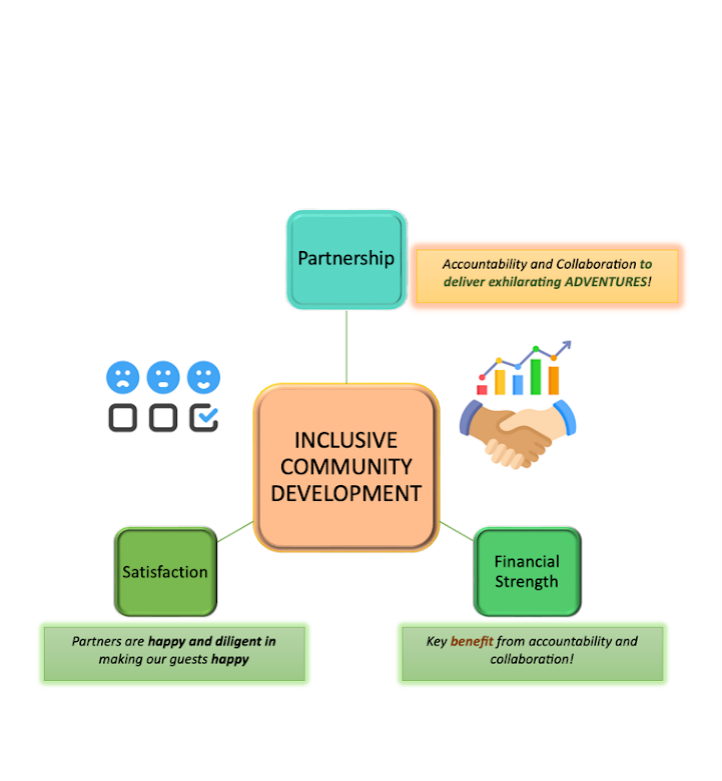 Partnership
Accountability and Collaboration to
deliver exhilarating ADVENTURES!
INCLUSIVE
COMMUNITY
DEVELOPMENT
Satisfaction
Partners are happy and diligent in
making our guests happy
Financial
Strength
Key benefit from accountability and
collaboration!